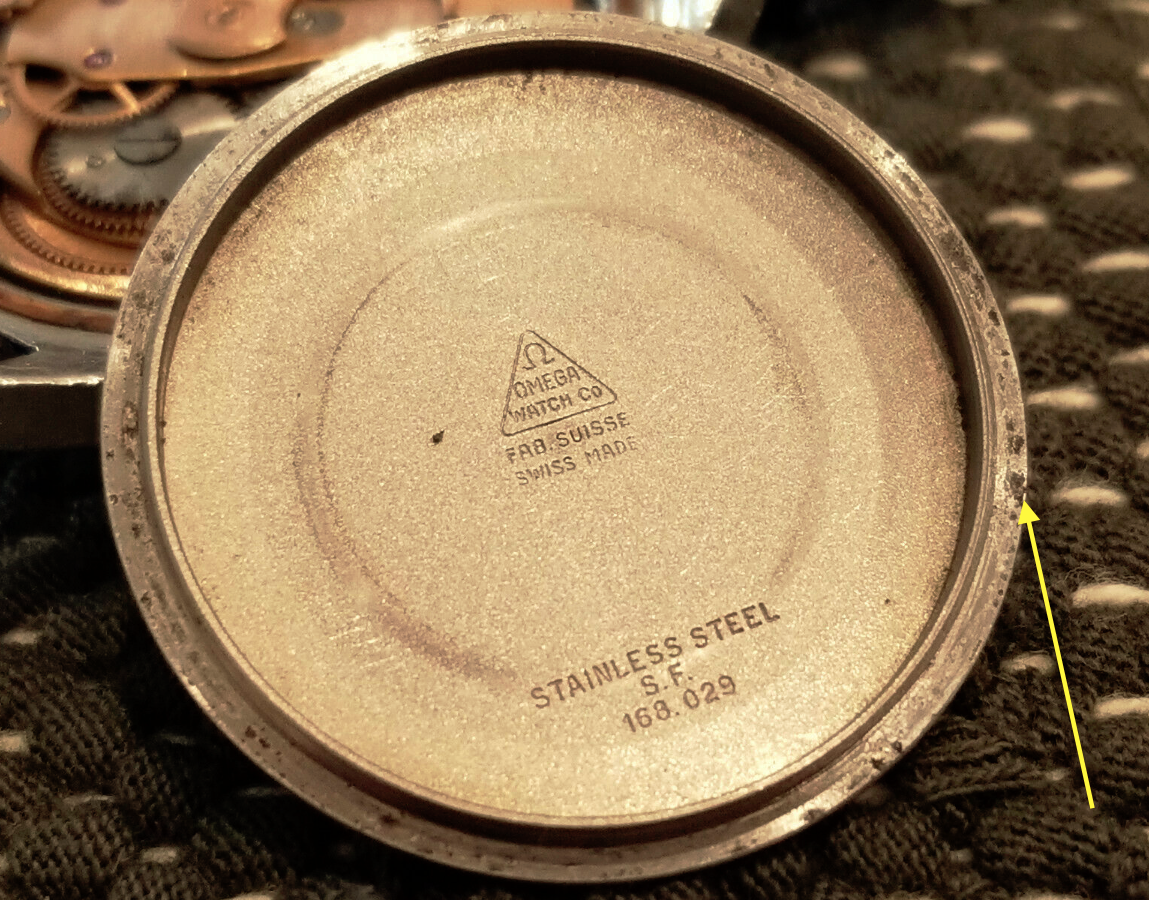 Ω
OMEGA
WATCH CO
FAB. SUISSE
SWISS MADE
STAINLESS STEEL
S.F.
168.029